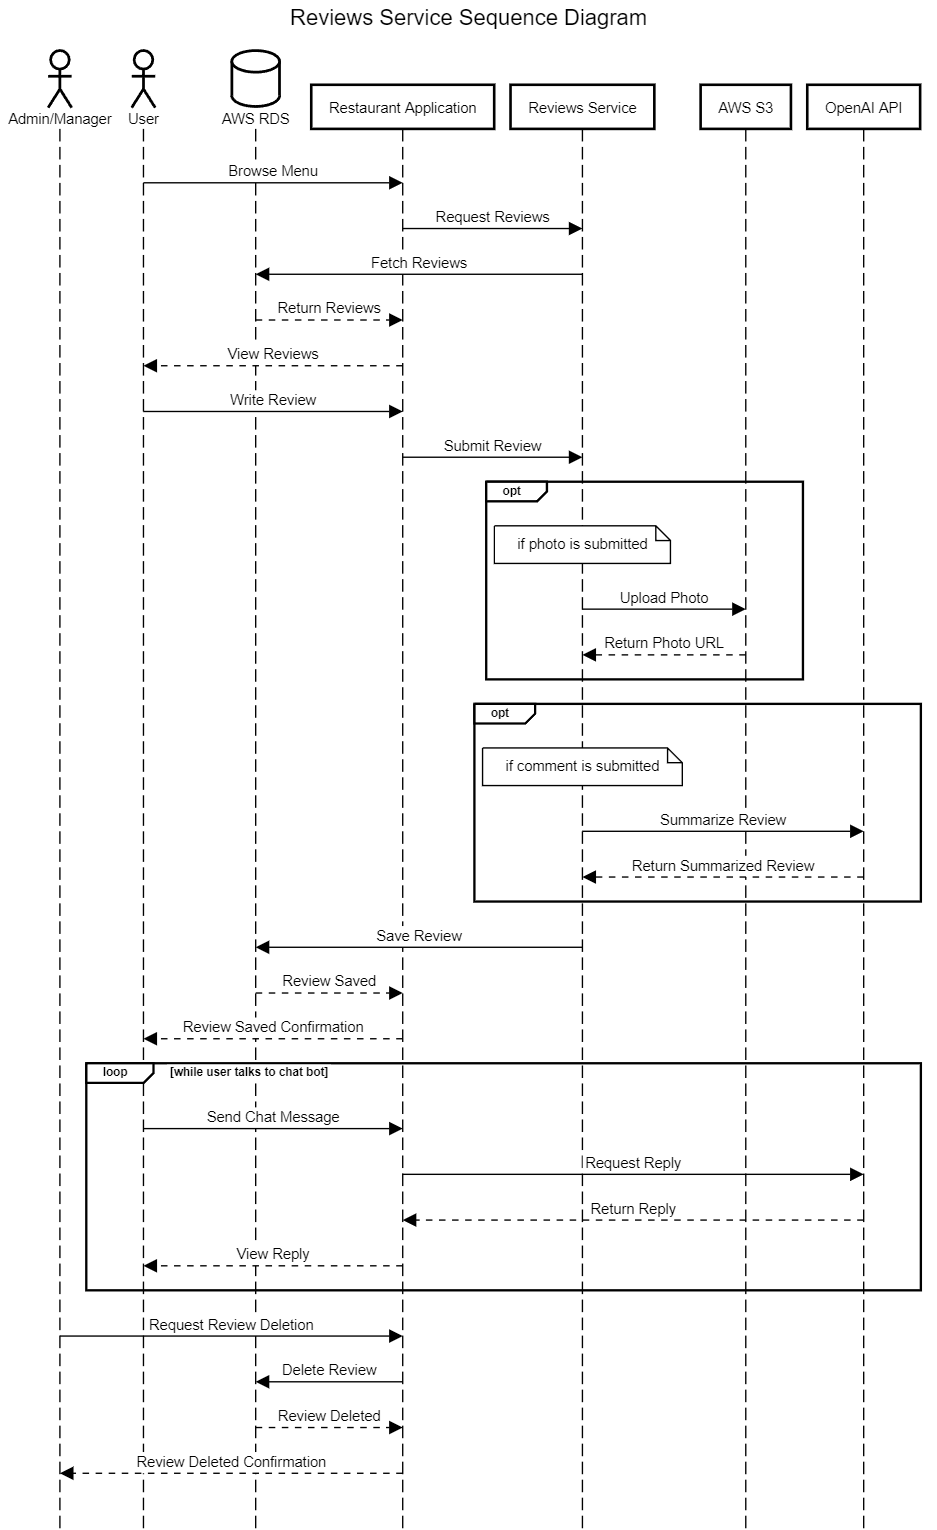 Reviews Service Sequence Diagram
Admin/Manager
User
AWS RDS
Restaurant Application
Reviews Service
AWS S3
OpenAI API
Browse Menu
Request Reviews
Fetch Reviews
Return Reviews
View Reviews
Write Review
Submit Review
opt
if photo is submitted
Upload Photo
Return Photo URL
opt
if comment is submitted
Summarize Review
Return Summarized Review
Save Review
Review Saved
Review Saved Confirmation
loop [while user talks to chat bot]
Send Chat Message
Request Reply
Return Reply
View Reply
Request Review Deletion
Delete Review
Review Deleted
Review Deleted Confirmation